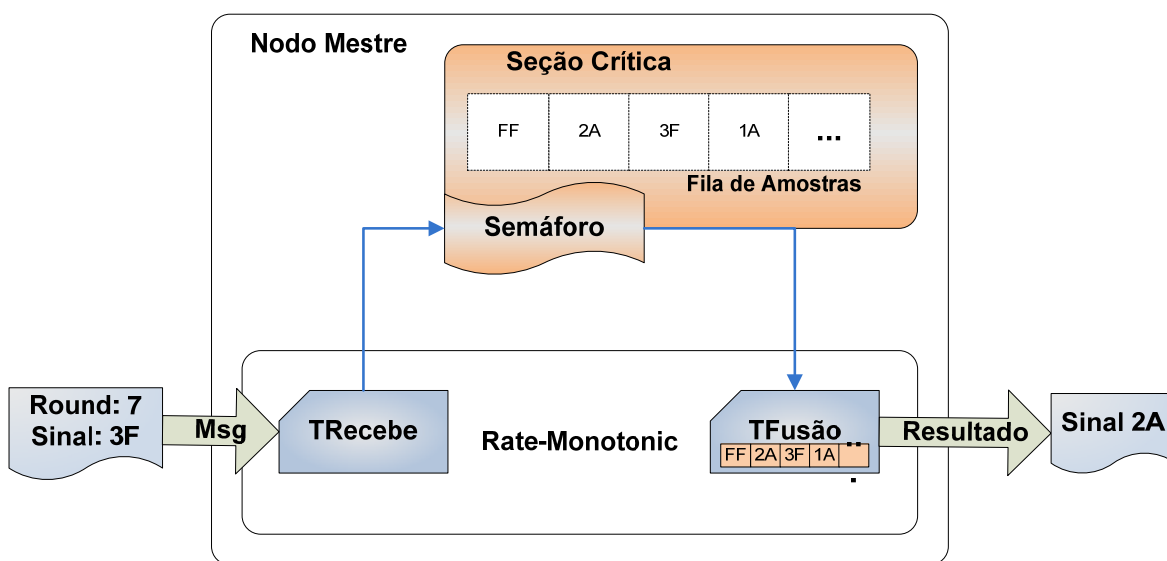 Nodo Mestre
Seção Crítica
FF 2A 3F 1A ...
Fila de Amostras
Semáforo
Round: 7
Sinal: 3F
Msg
TRecebe
Rate-Monotonic
TFusão
FF 2A 3F 1A
Resultado
Sinal 2A